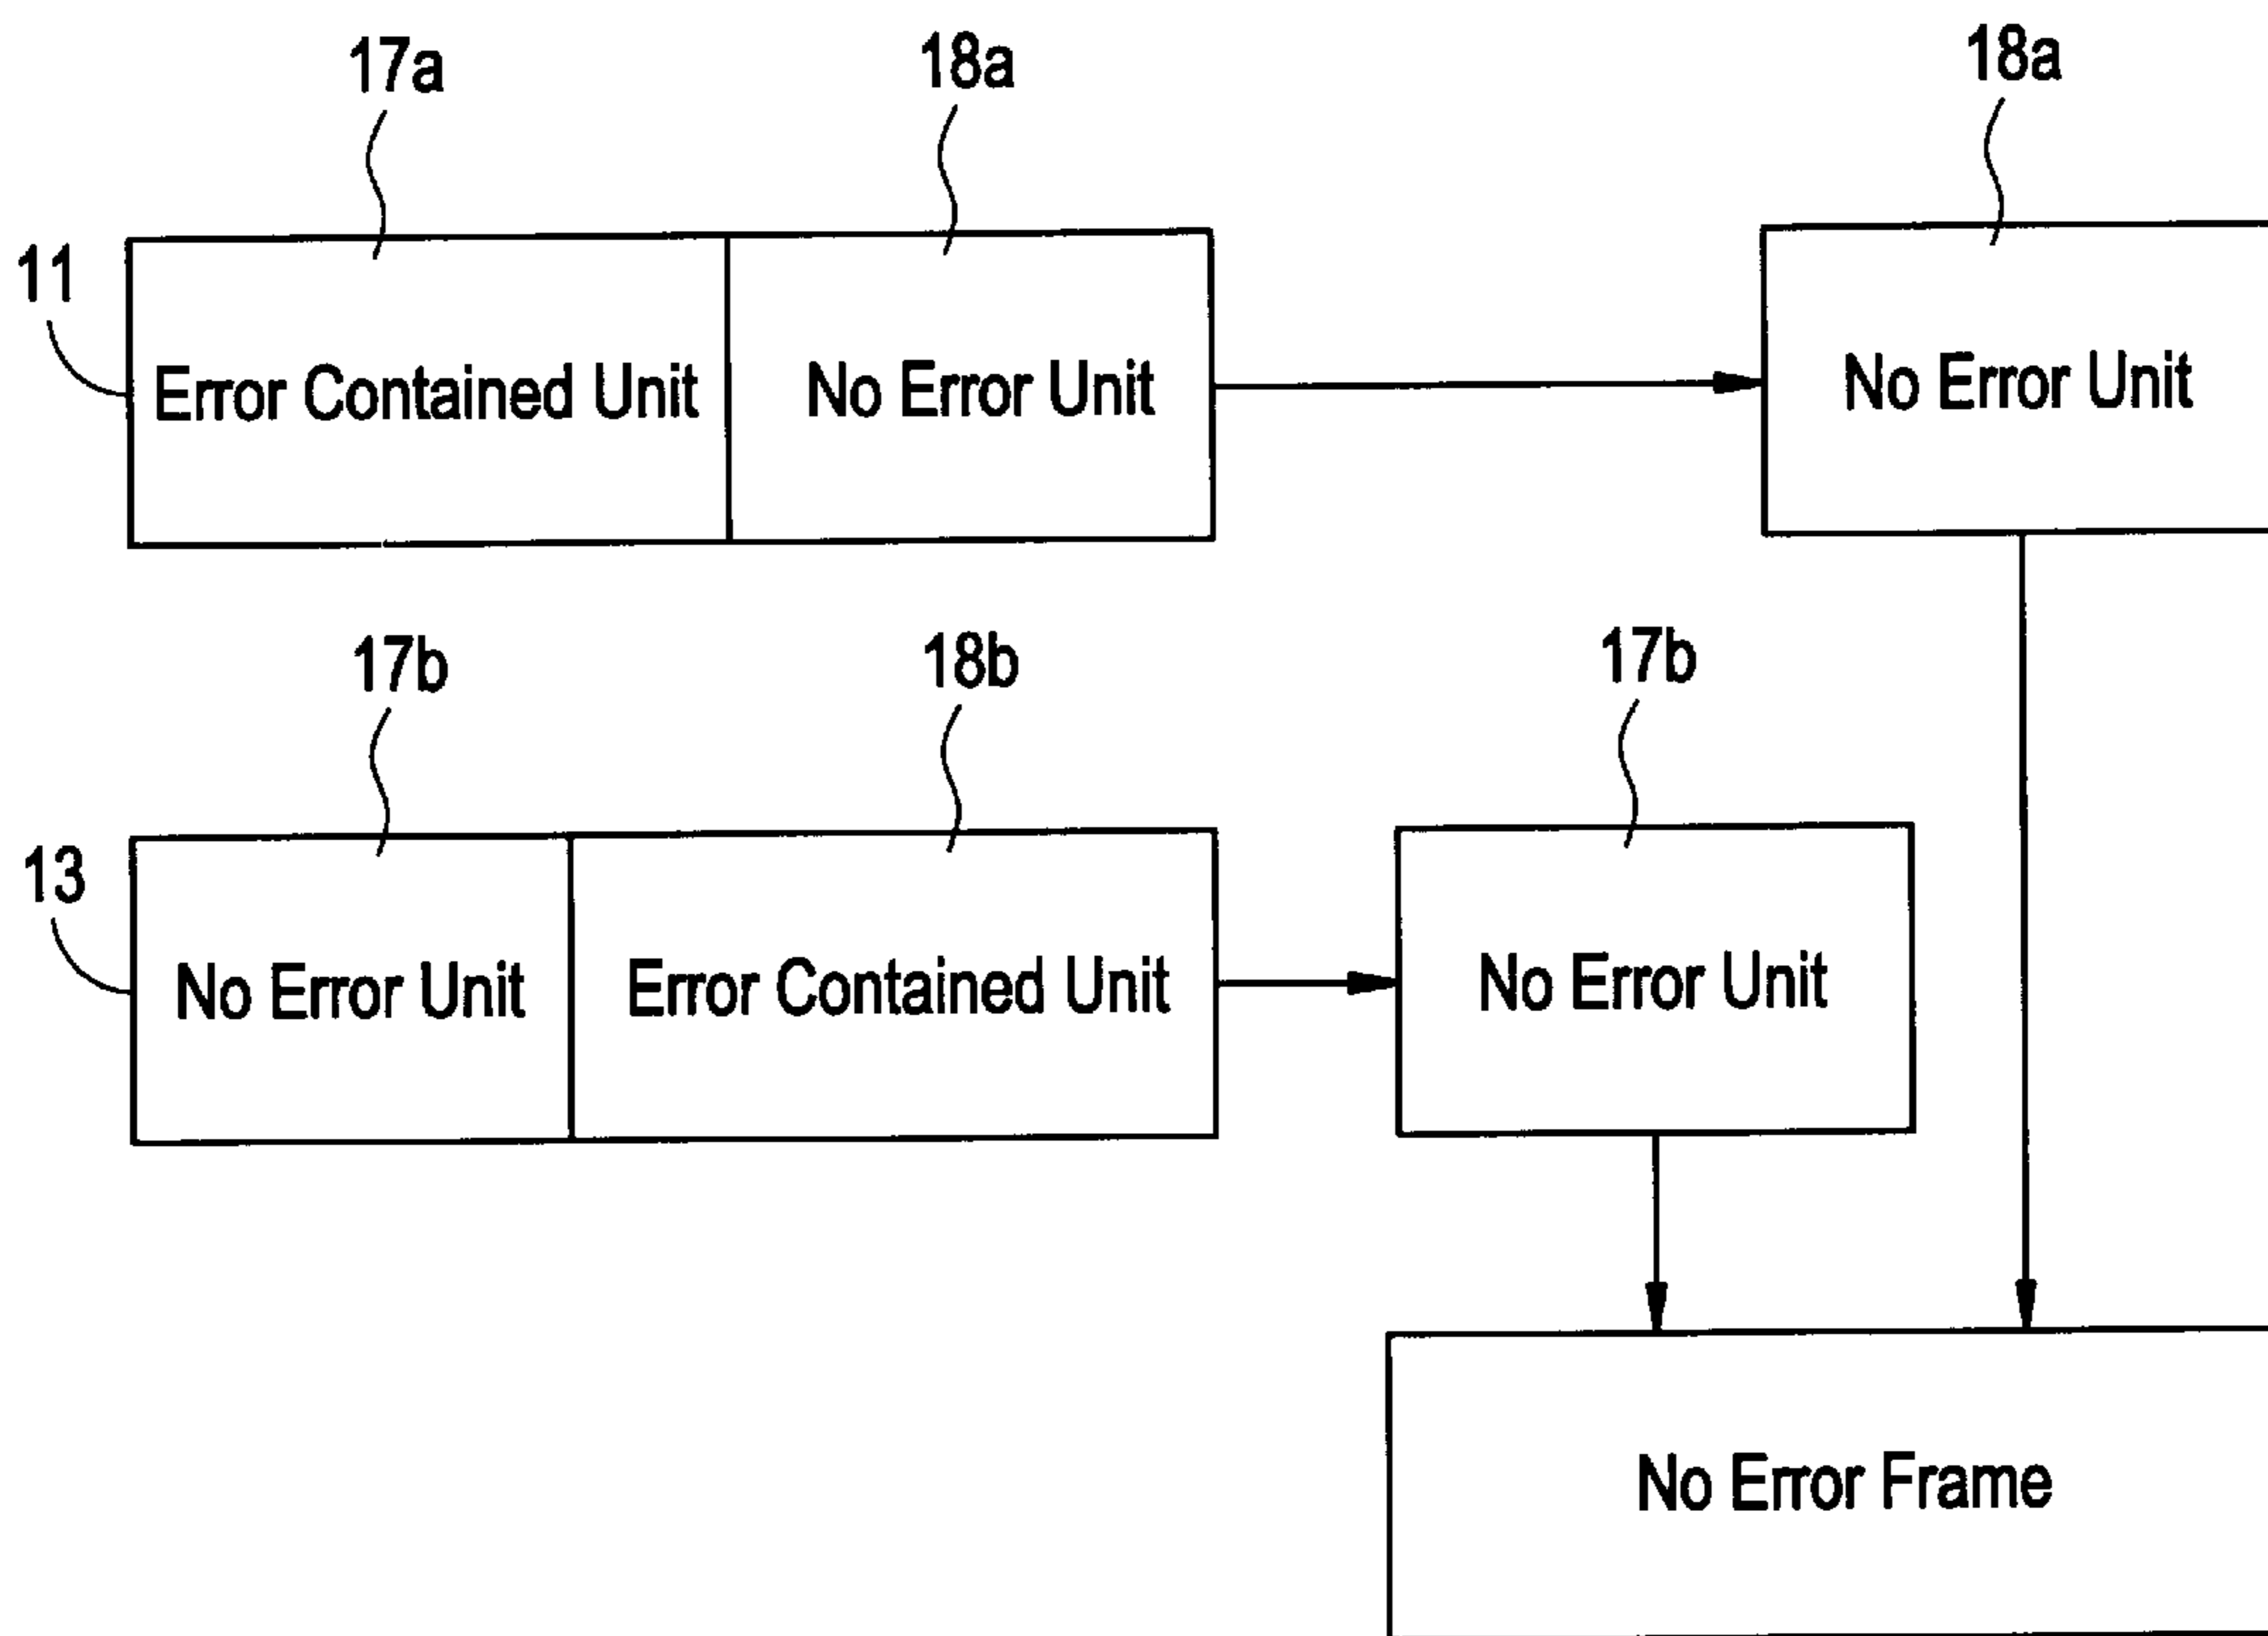 17a
18a
18a
11
Error Contained Unit
No Error Unit
No Error Unit
17b
18b
17b
13
No Error Unit
Error Contained Unit
No Error Unit
No Error Frame